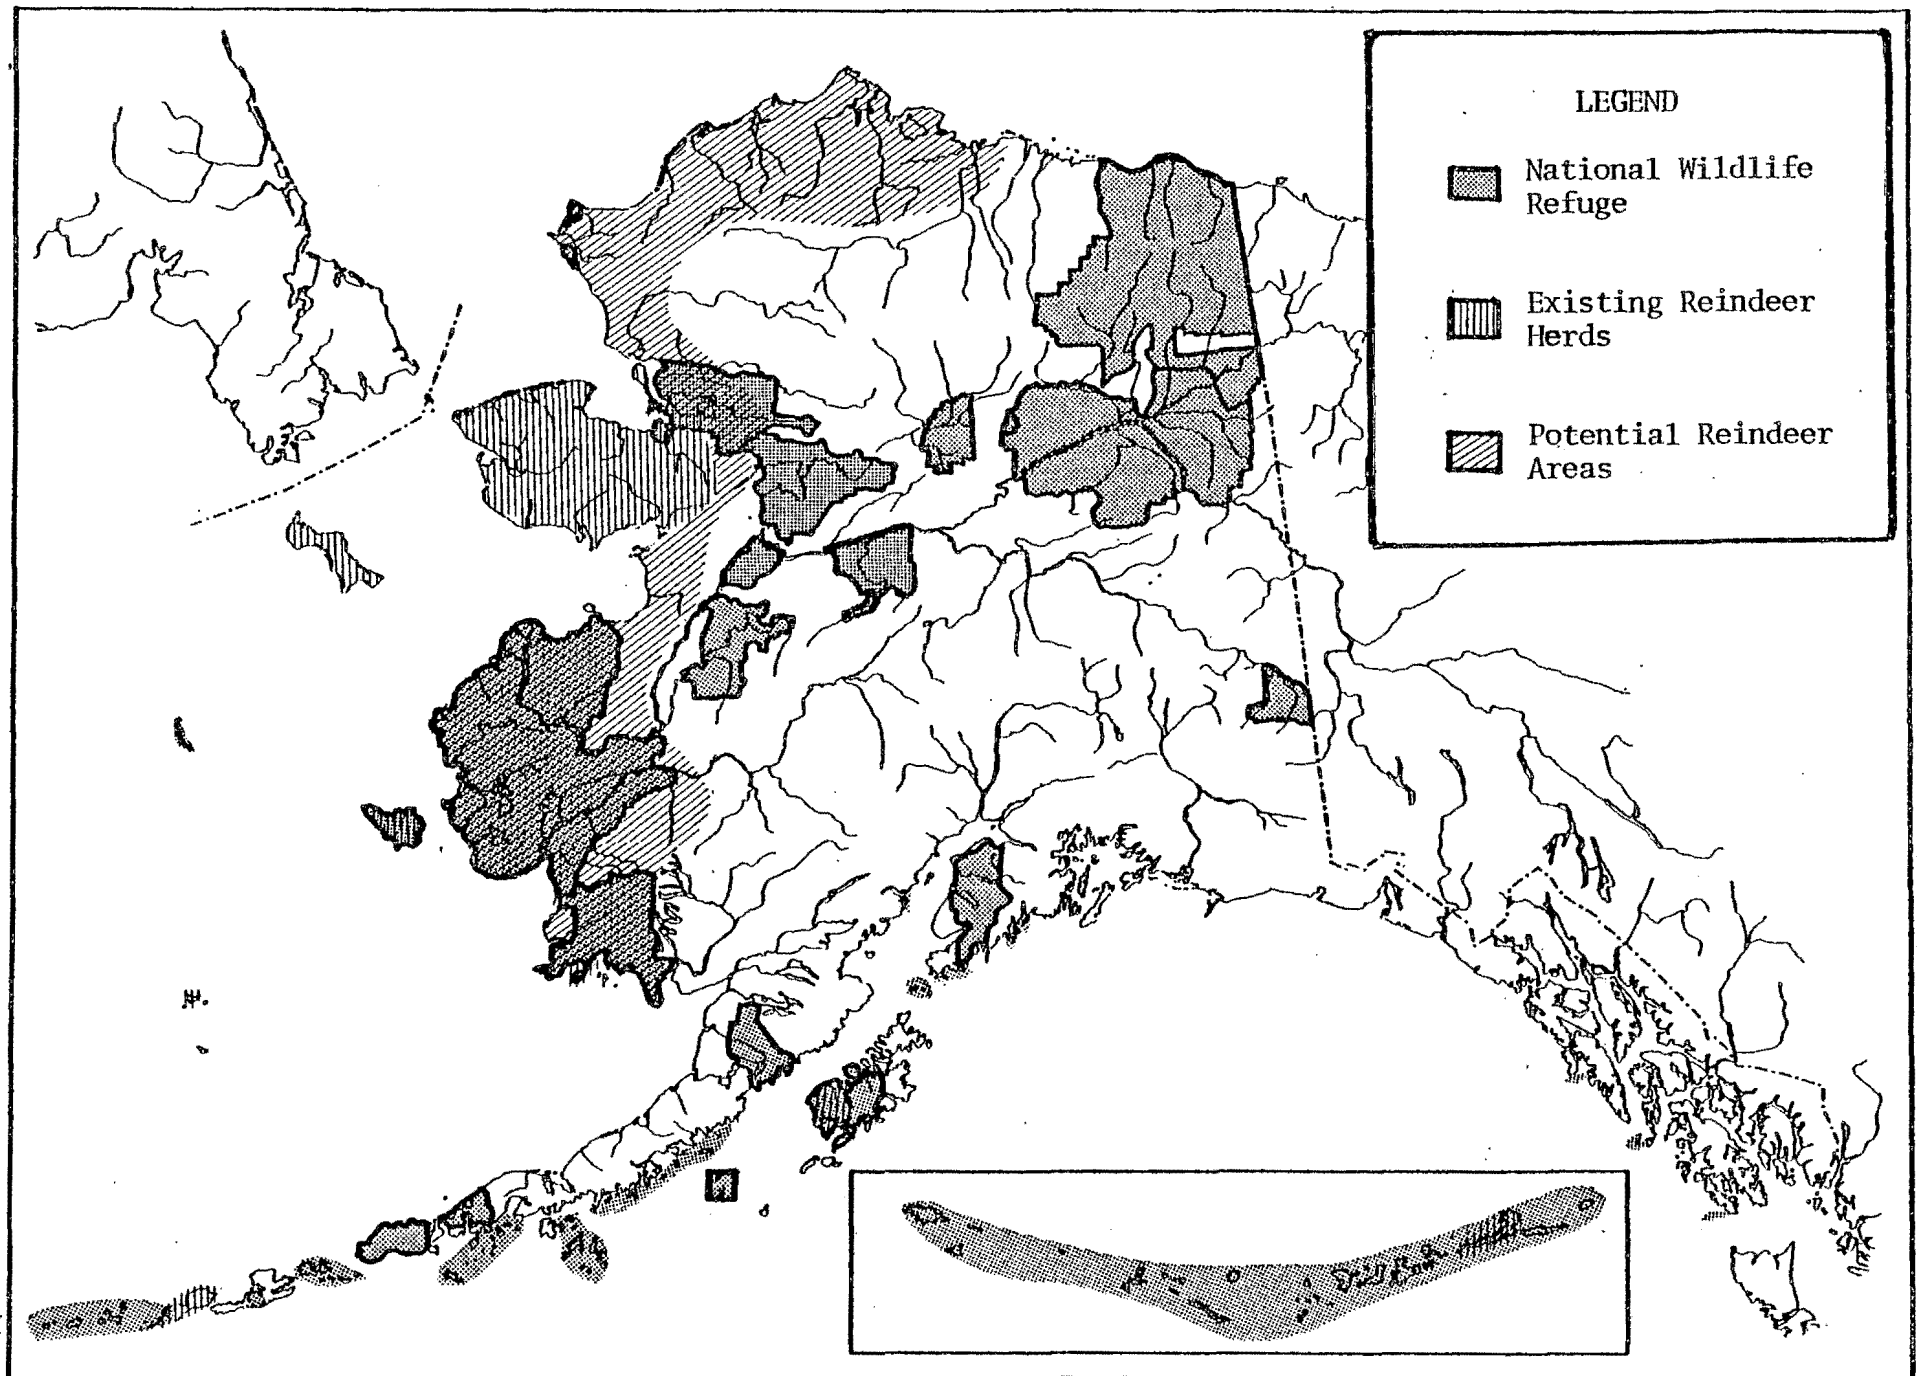 LEGEND
National Wildlife
Refuge
Existing Reindeer
Herds
Potential Reindeer
Areas